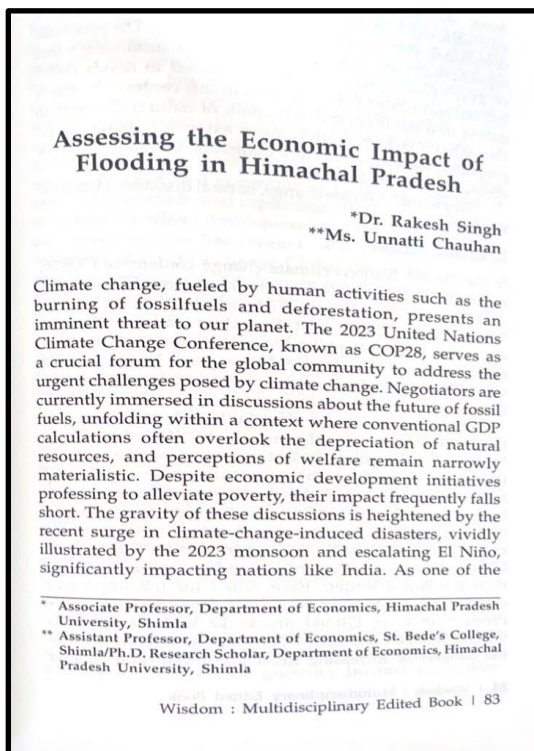 Assessing the Economic Impact of
Flooding in Himachal Pradesh
*Dr. Rakesh Singh
**Ms. Unnatti Chauhan
Climate change, fueled by human activities such as the
burning of fossilfuels and deforestation, presents an
imminent threat to our planet. The 2023 United Nations
Climate Change Conference, known as COP28, serves as
a crucial forum for the global community to address the
urgent challenges posed by climate change. Negotiators are
currently immersed in discussions about the future of fossil
fuels, unfolding within a context where conventional GDP
calculations often overlook the depreciation of natural
resources, and perceptions of welfare remain narrowly
materialistic. Despite economic development initiatives
professing to alleviate poverty, their impact frequently falls
short. The gravity of these discussions is heightened by the
recent surge in climate-change-induced disasters, vividly
illustrated by the 2023 monsoon and escalating El Niño,
significantly impacting nations like India. As one of the
* Associate Professor, Department of Economics, Himachal Pradesh
University, Shimla
** Assistant Professor, Department of Economics, St. Bede's College,
Shimla/Ph.D. Research Scholar, Department of Economics, Himachal
Pradesh University, Shimla
Wisdom : Multidisciplinary Edited Book | 83